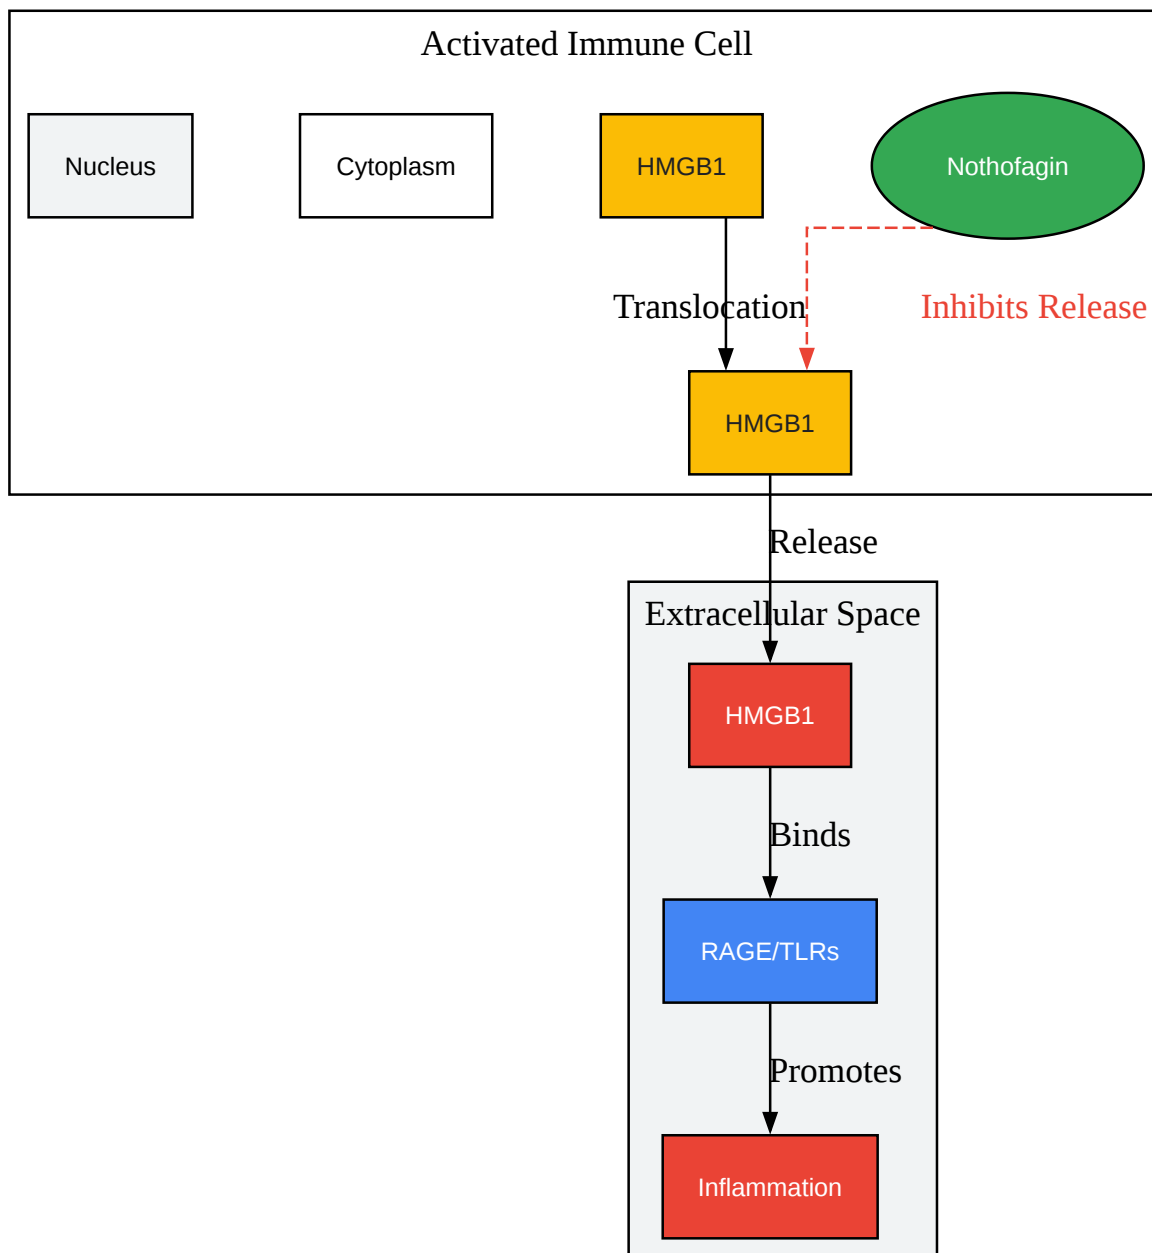 Activated Immune Cell
Nucleus
Cytoplasm
HMGB1
Nothofagin
Translocation
Inhibits Release
HMGB1
Release
Extracellular Space
HMGB1
Binds
RAGE/TLRs
Promotes
Inflammation